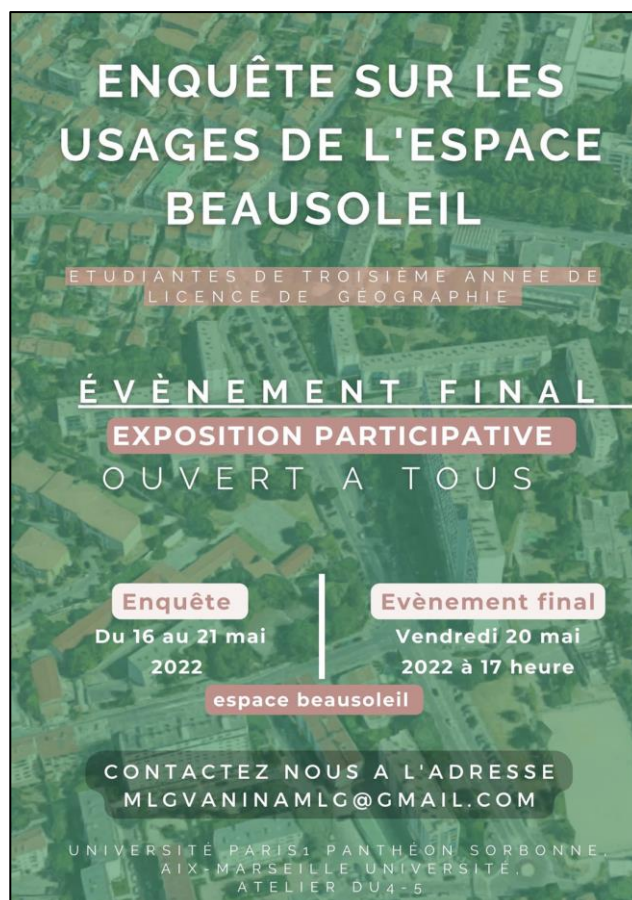 ENQUÊTE SUR LES
USAGES DE L'ESPACE
BEAUSOLEIL
ETUDIANTES DE TROISIÈME ANNEE DE
LICENCE DE GÉOGRAPHIE
ÉVÈNEMENT FINAL
EXPOSITION PARTICIPATIVE
OUVERT A TOUS
Enquête
Du 16 au 21 mai
2022
Evènement final
Vendredi 20 mai
2022 à 17 heure
espace beausoleil
CONTACTEZ NOUS A L'ADRESSE
MLGVANINAMLG@GMAIL.COM
UNIVERSITÉ PARIS1 PANTHÉON SORBONNE,
AIX-MARSEILLE UNIVERSITÉ,
ATELIER DU4-5